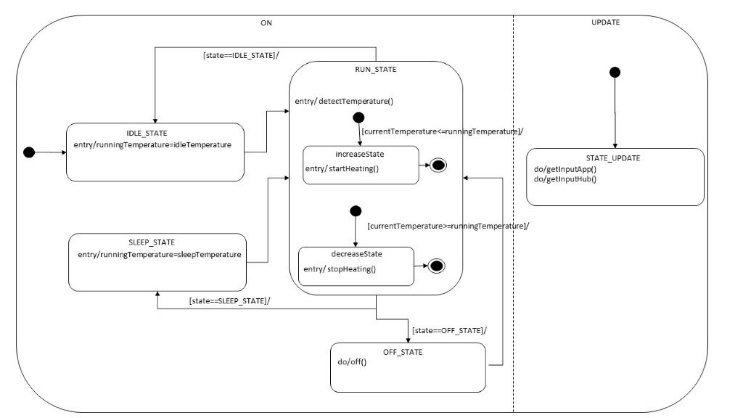 ON
UPDATE
[state==IDLE_STATE]/
RUN_STATE
entry/detectTemperature()
[currentTemperature<=runningTemperature]/
IDLE_STATE
entry/runningTemperature=idleTemperature
increaseState
entry/startHeating()
STATE_UPDATE
do/getInputApp()
do/getInputHub()
[currentTemperature>=runningTemperature]/
SLEEP_STATE
entry/runningTemperature=sleepTemperature
decreaseState
entry/stopHeating()
[state==SLEEP_STATE]/
[state==OFF_STATE]/
OFF_STATE
do/off()